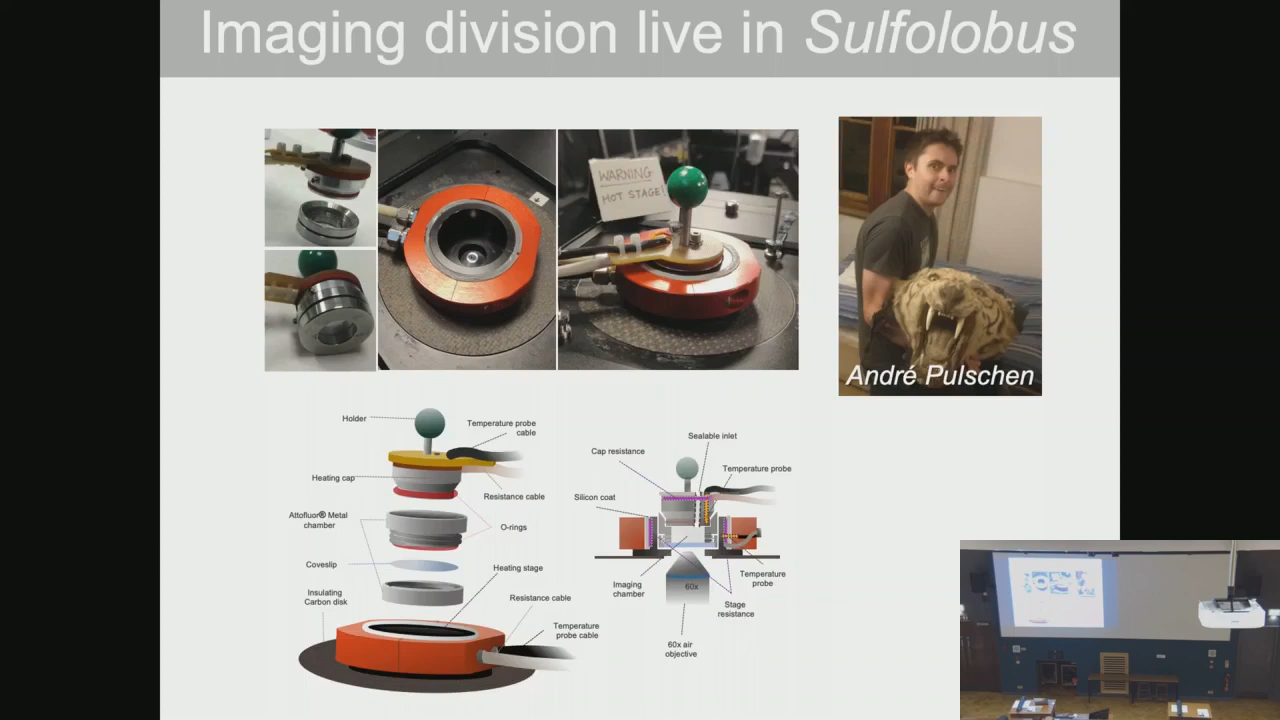 Imaging division live in Sulfolobus
WARNING
HOT STAGE!
André Pulschen
Holder
Temperature probe
cable
Heating cap
Resistance cable
Attofluor® Metal
chamber
O-rings
Coveslip
Heating stage
Insulating
Carbon disk
Resistance cable
Temperature
probe cable
Sealable inlet
Cap resistance
Temperature probe
Silicon coat
Imaging
chamber
60x
Temperature
probe
Stage
resistance
60x air
objective